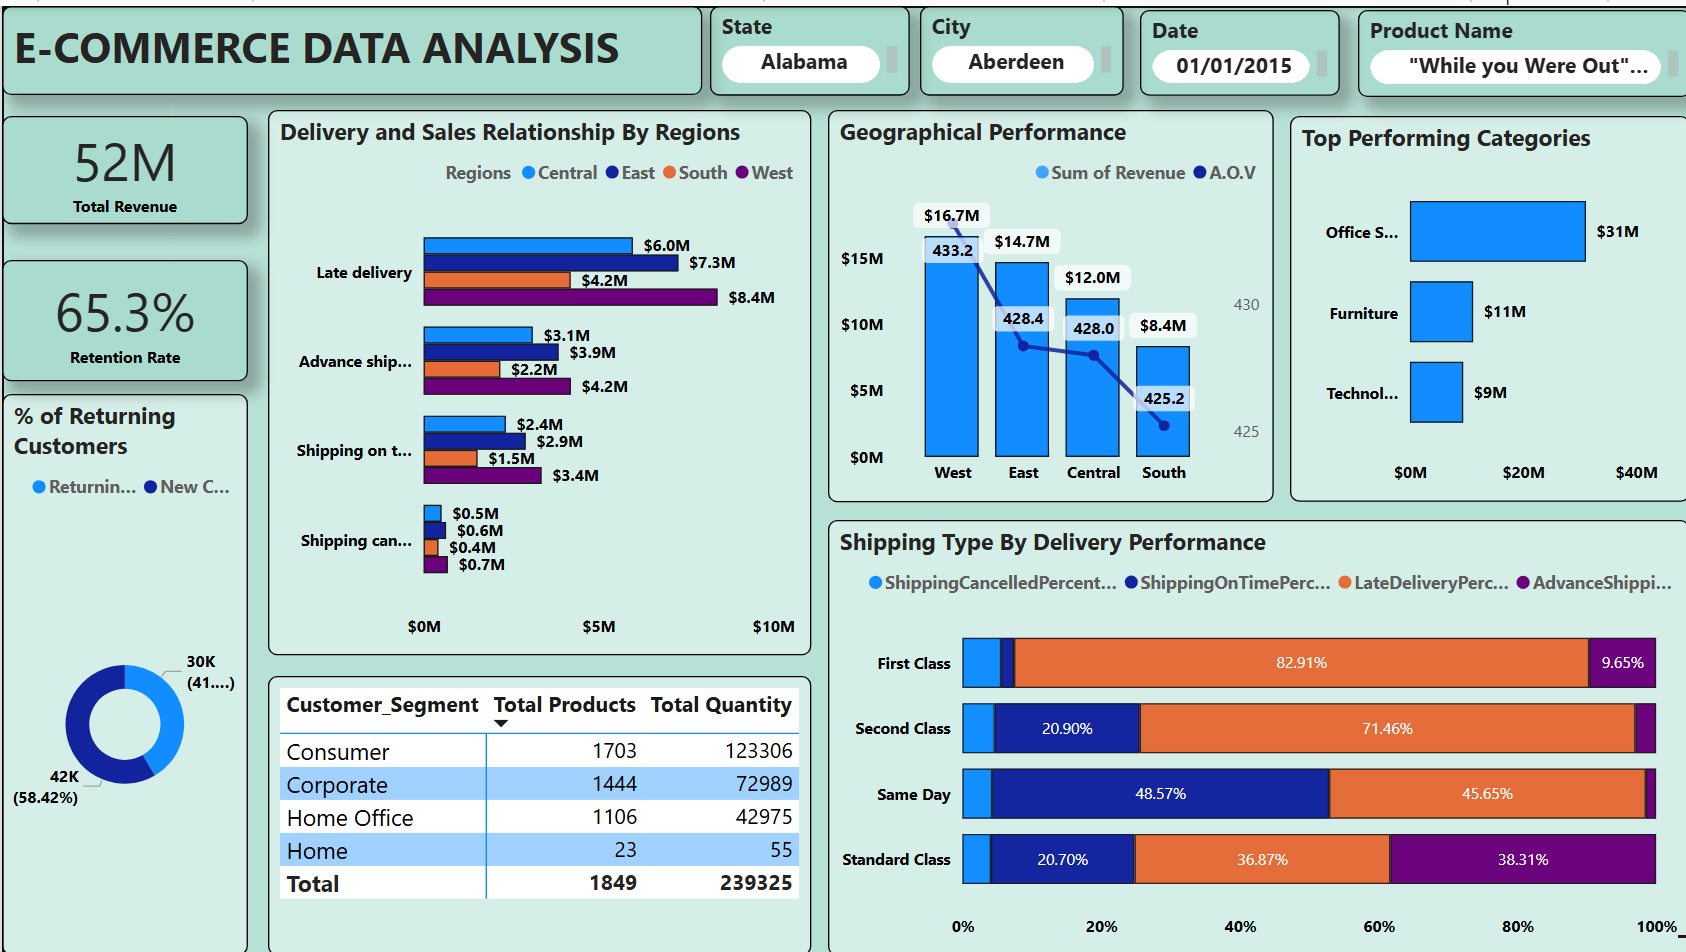 E-COMMERCE DATA ANALYSIS
State
Alabama
City
Aberdeen
Date
01/01/2015
Product Name
"While you Were Out"...
52M
Total Revenue
65.3%
Retention Rate
% of Returning
Customers
Returnin... New C...
30K
(41....)
42K
(58.42%)
Delivery and Sales Relationship By Regions
Regions Central East South West
Late delivery
$6.0M
$7.3M
$4.2M
$8.4M
Advance ship...
$3.1M
$3.9M
$2.2M
$4.2M
Shipping on t...
$2.4M
$2.9M
$1.5M
$3.4M
Shipping can...
$0.5M
$0.6M
$0.4M
$0.7M
$0M $5M $10M
Customer_Segment Total Products Total Quantity
Consumer 1703 123306
Corporate 1444 72989
Home Office 1106 42975
Home 23 55
Total 1849 239325
Geographical Performance
Sum of Revenue A.O.V
$15M
$10M
$5M
$0M
$16.7M
433.2
$14.7M
428.4
$12.0M
428.0
$8.4M
425.2
430
425
West East Central South
Top Performing Categories
Office S... $31M
Furniture $11M
Technol... $9M
$0M $20M $40M
Shipping Type By Delivery Performance
ShippingCancelledPercent... ShippingOnTimePerc... LateDeliveryPerc... AdvanceShippi...
First Class 82.91% 9.65%
Second Class 20.90% 71.46%
Same Day 48.57% 45.65%
Standard Class 20.70% 36.87% 38.31%
0% 20% 40% 60% 80% 100%